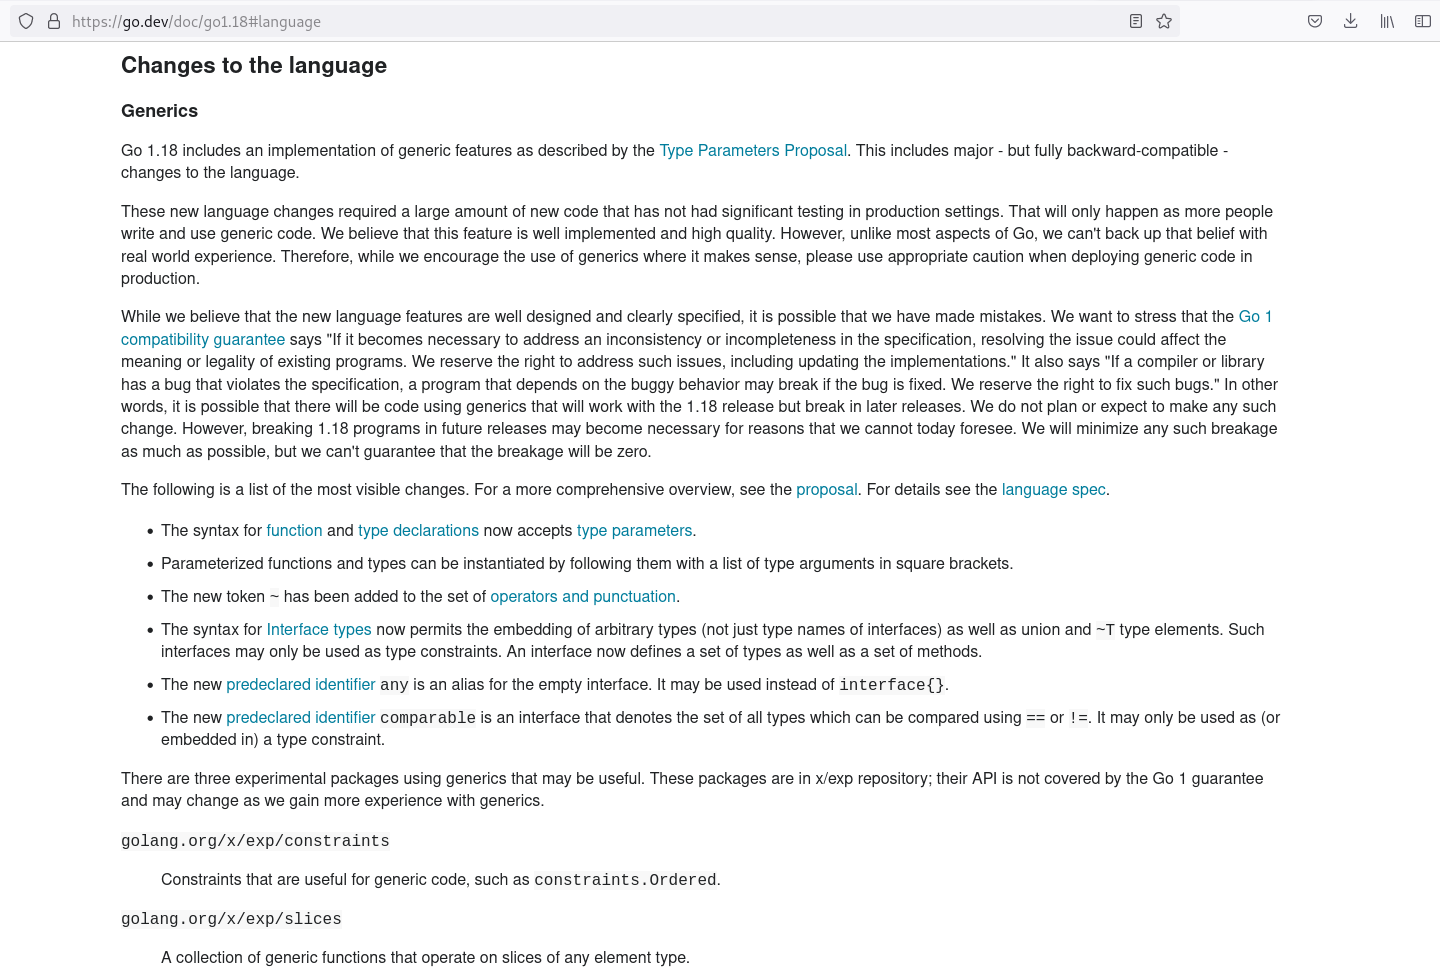 https://go.dev/doc/go1.18#language
Changes to the language
Generics
Go 1.18 includes an implementation of generic features as described by the Type Parameters Proposal. This includes major - but fully backward-compatible -
changes to the language.
These new language changes required a large amount of new code that has not had significant testing in production settings. That will only happen as more people
write and use generic code. We believe that this feature is well implemented and high quality. However, unlike most aspects of Go, we can't back up that belief with
real world experience. Therefore, while we encourage the use of generics where it makes sense, please use appropriate caution when deploying generic code in
production.
While we believe that the new language features are well designed and clearly specified, it is possible that we have made mistakes. We want to stress that the Go 1
compatibility guarantee says "If it becomes necessary to address an inconsistency or incompleteness in the specification, resolving the issue could affect the
meaning or legality of existing programs. We reserve the right to address such issues, including updating the implementations." It also says "If a compiler or library
has a bug that violates the specification, a program that depends on the buggy behavior may break if the bug is fixed. We reserve the right to fix such bugs." In other
words, it is possible that there will be code using generics that will work with the 1.18 release but break in later releases. We do not plan or expect to make any such
change. However, breaking 1.18 programs in future releases may become necessary for reasons that we cannot today foresee. We will minimize any such breakage
as much as possible, but we can't guarantee that the breakage will be zero.
The following is a list of the most visible changes. For a more comprehensive overview, see the proposal. For details see the language spec.
• The syntax for function and type declarations now accepts type parameters.
• Parameterized functions and types can be instantiated by following them with a list of type arguments in square brackets.
• The new token ~ has been added to the set of operators and punctuation.
• The syntax for Interface types now permits the embedding of arbitrary types (not just type names of interfaces) as well as union and ~T type elements. Such
interfaces may only be used as type constraints. An interface now defines a set of types as well as a set of methods.
• The new predeclared identifier any is an alias for the empty interface. It may be used instead of interface{}.
• The new predeclared identifier comparable is an interface that denotes the set of all types which can be compared using == or !=. It may only be used as (or
embedded in) a type constraint.
There are three experimental packages using generics that may be useful. These packages are in x/exp repository; their API is not covered by the Go 1 guarantee
and may change as we gain more experience with generics.
golang.org/x/exp/constraints
Constraints that are useful for generic code, such as constraints.Ordered.
golang.org/x/exp/slices
A collection of generic functions that operate on slices of any element type.